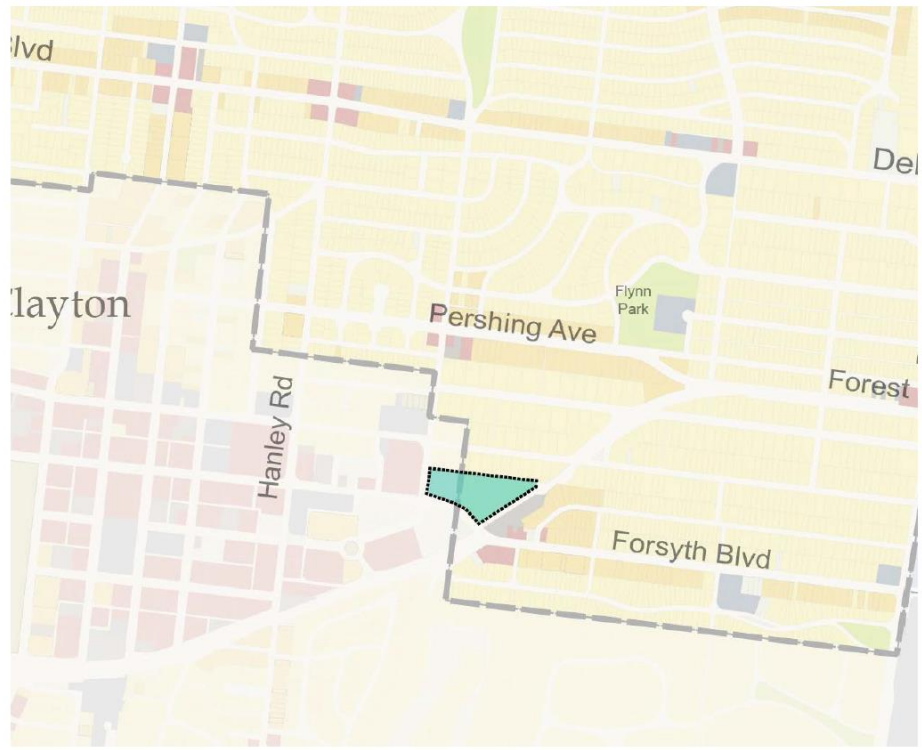 Blvd
Del
Clayton
Flynn
Park
Pershing Ave
Forest
Hanley Rd
Forsyth Blvd